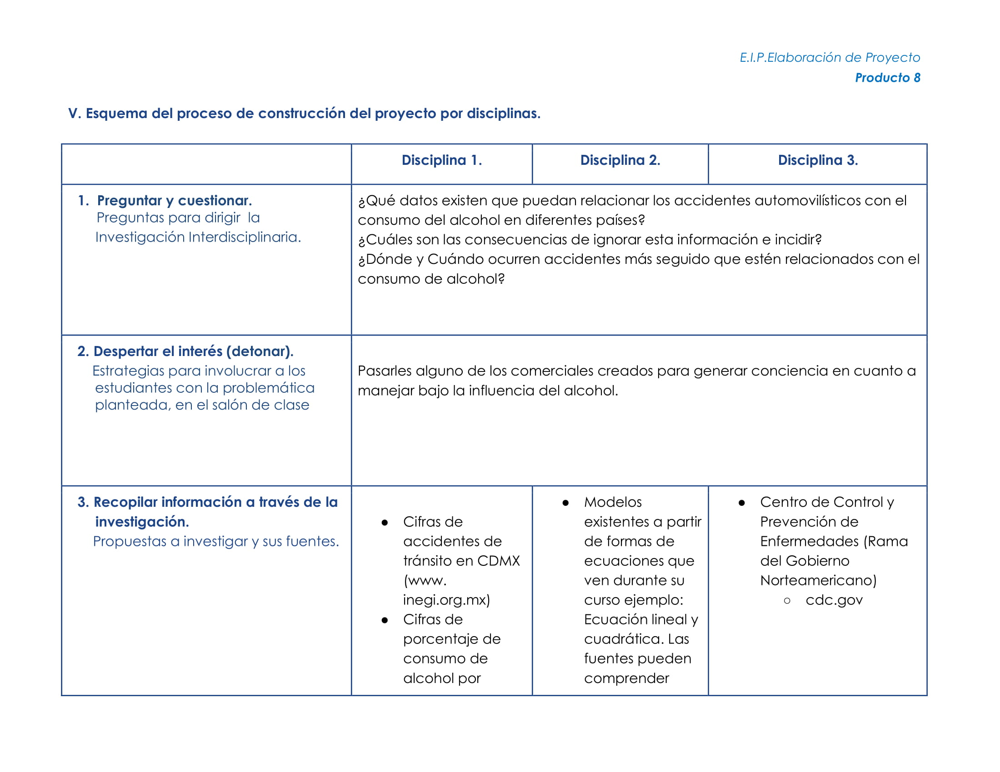 E.I.P.Elaboración de Proyecto
Producto 8
V. Esquema del proceso de construcción del proyecto por disciplinas.
Disciplina 1.
Disciplina 2.
Disciplina 3.
1. Preguntar y cuestionar.
Preguntas para dirigir la
Investigación Interdisciplinaria.
¿Qué datos existen que puedan relacionar los accidentes automovilísticos con el
consumo del alcohol en diferentes países?
¿Cuáles son las consecuencias de ignorar esta información e incidir?
¿Dónde y Cuándo ocurren accidentes más seguido que estén relacionados con el
consumo de alcohol?
2. Despertar el interés (detonar).
Estrategias para involucrar a los
estudiantes con la problemática
planteada, en el salón de clase
Pasarles alguno de los comerciales creados para generar conciencia en cuanto a
manejar bajo la influencia del alcohol.
3. Recopilar información a través de la
investigación.
Propuestas a investigar y sus fuentes.
● Cifras de
accidentes de
tránsito en CDMX
(www.
inegi.org.mx)
● Cifras de
porcentaje de
consumo de
alcohol por
● Modelos
existentes a partir
de formas de
ecuaciones que
ven durante su
curso ejemplo:
Ecuación lineal y
cuadrática. Las
fuentes pueden
comprender
● Centro de Control y
Prevención de
Enfermedades (Rama
del Gobierno
Norteamericano)
○ cdc.gov